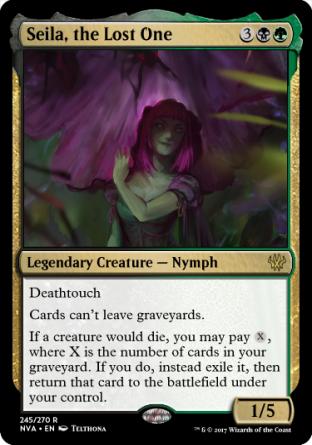 Seila, the Lost One 3
Legendary Creature — Nymph
Deathtouch
Cards can't leave graveyards.
If a creature would die, you may pay X,
where X is the number of cards in your
graveyard. If you do, instead exile it, then
return that card to the battlefield under
your control.
1/5
245/270 R
NVA • EN Telthona
™ & © 2017 Wizards of the Coast